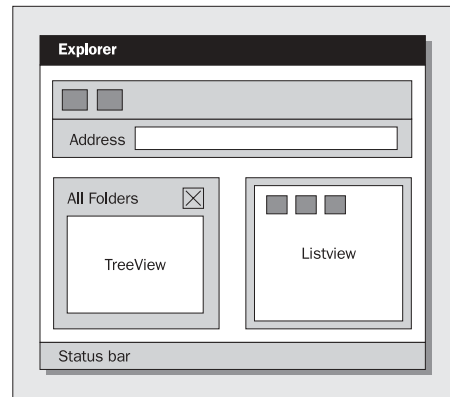 Explorer
Address
All Folders
TreeView
Listview
Status bar